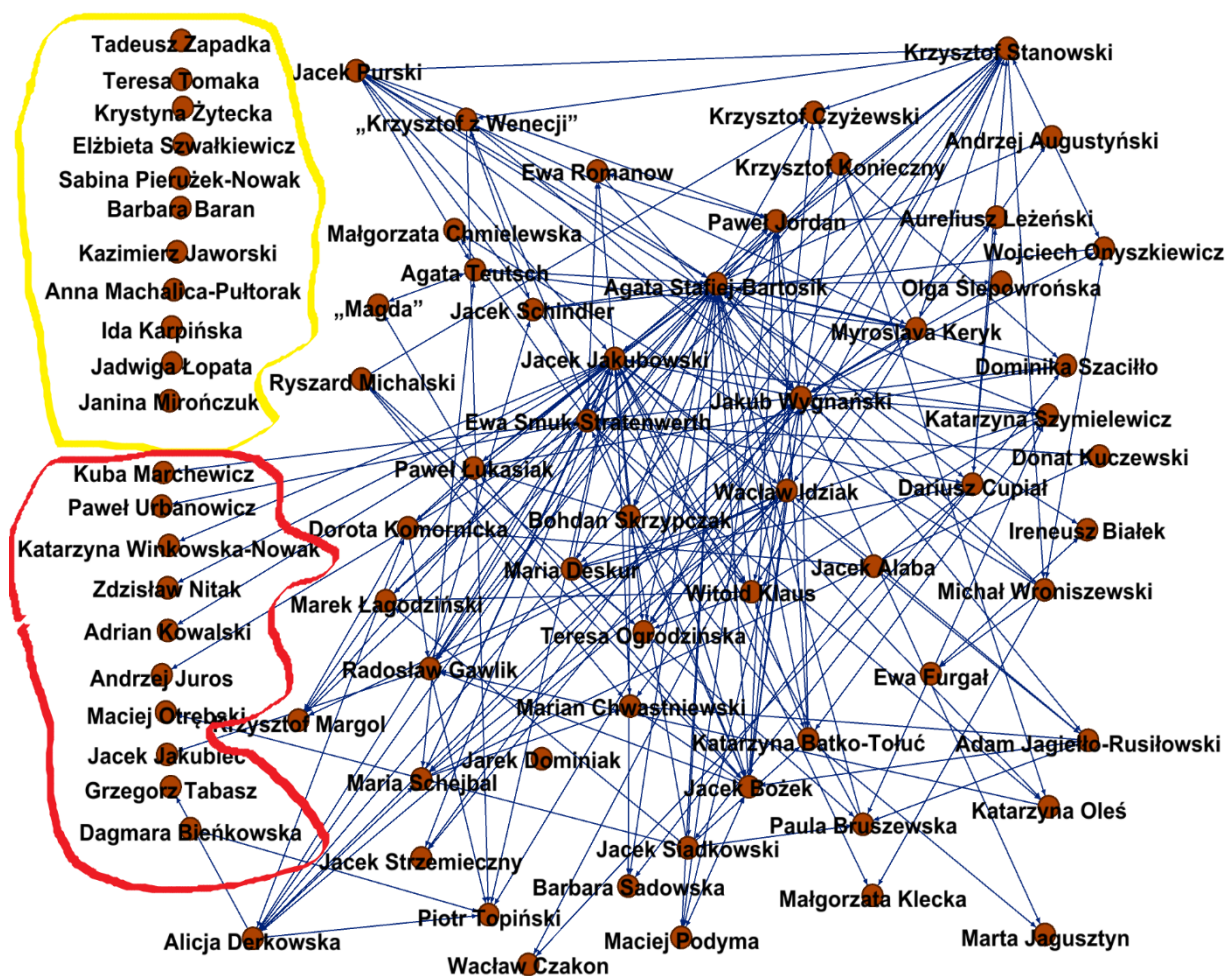 Tadeusz Zapadka
Teresa Tomaka
Krystyna Żytecka
Elżbieta Szwałkiewicz
Sabina Pierużek-Nowak
Barbara Baran
Kazimierz Jaworski
Anna Machalica-Pułtorak
Ida Karpińska
Jadwiga Łopata
Janina Mirończuk
Kuba Marchewicz
Paweł Urbanowicz
Katarzyna Winkowska-Nowak
Zdzisław Nitak
Adrian Kowalski
Andrzej Juros
Maciej Otrębski
Jacek Jakubiec
Grzegorz Tabasz
Dagmara Bieńkowska
Jacek Purski
Krzysztof Stanowski
„Krzysztof z Wenecji”
Krzysztof Czyżewski
Andrzej Augustyński
Ewa Romanow
Krzysztof Konieczny
Małgorzata Chmielewska
Paweł Jordan
Aureliusz Leżeński
Wojciech Onyszkiewicz
Agata Teutsch
Agata Stafiej-Bartosik
Olga Ślepowrońska
„Magda”
Jacek Schindler
Myroslava Keryk
Jacek Jakubowski
Dominika Szaciłło
Ryszard Michalski
Jakub Wygnański
Katarzyna Szymielewicz
Ewa Smuk-Stratenwerth
Donat Kuczewski
Paweł Łukasiak
Wacław Idziak
Dariusz Cupiał
Dorota Komornicka
Bohdan Skrzypczak
Ireneusz Białek
Maria Deskur
Jacek Alaba
Marek Łagodziński
Witold Klaus
Michał Wroniszewski
Teresa Ogrodzińska
Radosław Gawlik
Ewa Furgał
Krzysztof Margol
Marian Chwastniewski
Katarzyna Batko-Tołuć
Adam Jagiełło-Rusiłowski
Jarek Dominiak
Maria Schejbal
Jacek Bożek
Katarzyna Oleś
Paula Bruszewska
Jacek Strzemieczny
Jacek Siadkowski
Barbara Sadowska
Małgorzata Klecka
Piotr Topiński
Alicja Derkowska
Maciej Podyma
Marta Jagusztyn
Wacław Czakon